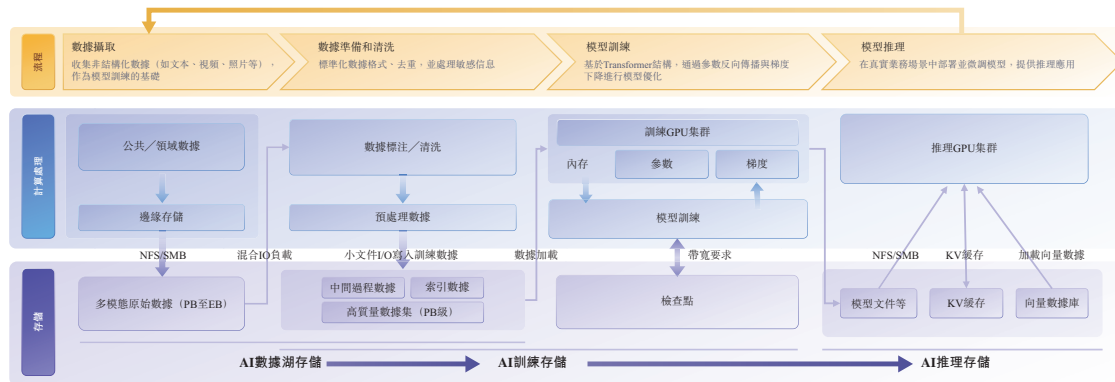 流程
數據攝取
收集非結構化數據（如文本、視頻、照片等），
作為模型訓練的基礎
數據準備和清洗
標準化數據格式、去重，並處理敏感信息
模型訓練
基於Transformer結構，通過參數反向傳播與梯度
下降進行模型優化
模型推理
在真實業務場景中部署並微調模型，提供推理應用
計算處理
公共／領域數據
邊緣存儲
數據標注／清洗
預處理數據
訓練GPU集群
內存
參數
梯度
模型訓練
推理GPU集群
NFS/SMB
混合IO負載
小文件I/O寫入訓練數據
數據加載
帶寬要求
NFS/SMB
KV緩存
加載向量數據
存儲
多模態原始數據（PB至EB）
中間過程數據
索引數據
高質量數據集（PB級）
檢查點
模型文件等
KV緩存
向量數據庫
AI數據湖存儲
AI訓練存儲
AI推理存儲